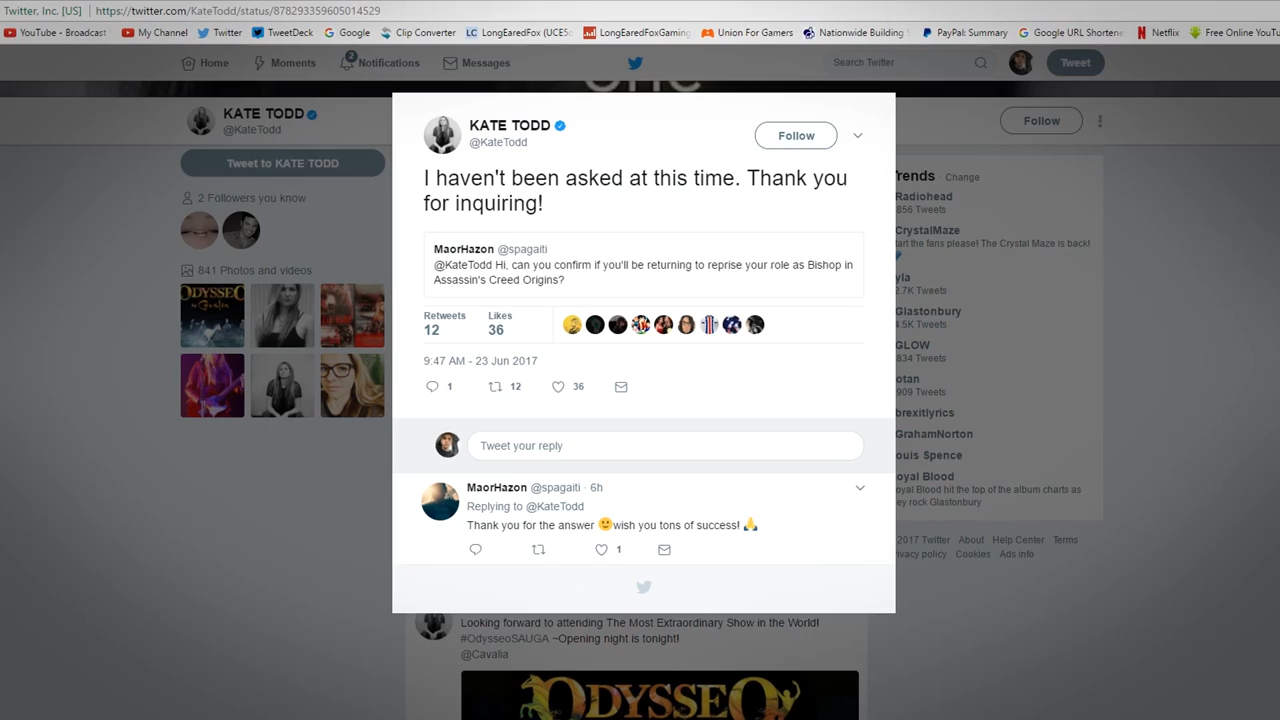 Twitter, Inc. [US] https://twitter.com/KateTodd/status/878293359605014529
YouTube - Broadcast My Channel Twitter TweetDeck Google Clip Converter LongEaredFox (UCE5 LongEaredFoxGaming Union For Gamers Nationwide Building PayPal: Summary Google URL Shortene Netflix Free Online YouTu
Home Moments 2 Notifications Messages Search Twitter Tweet
KATE TODD
@KateTodd
Follow
Tweet to KATE TODD
2 Followers you know
841 Photos and videos
ODYSSEO
KATE TODD
@KateTodd
Follow
I haven't been asked at this time. Thank you
for inquiring!
MaorHazon @spagaiti
@KateTodd Hi, can you confirm if you'll be returning to reprise your role as Bishop in
Assassin's Creed Origins?
Retweets Likes
12 36
9:47 AM - 23 Jun 2017
1 12 36
Tweet your reply
MaorHazon @spagaiti · 6h
Replying to @KateTodd
Thank you for the answer 🙂wish you tons of success! 🙏
1
Looking forward to attending The Most Extraordinary Show in the World!
#OdysseoSAUGA ~Opening night is tonight!
@Cavalia
ODYSSEO
Trends · Change
Radiohead
856 Tweets
CrystalMaze
tart the fans please! The Crystal Maze is back!
yla
2.7K Tweets
Glastonbury
4.5K Tweets
GLOW
834 Tweets
otan
909 Tweets
brexitlyrics
GrahamNorton
ouis Spence
oyal Blood
oyal Blood hit the top of the album charts as
ey rock Glastonbury
2017 Twitter About Help Center Terms
ivacy policy Cookies Ads info